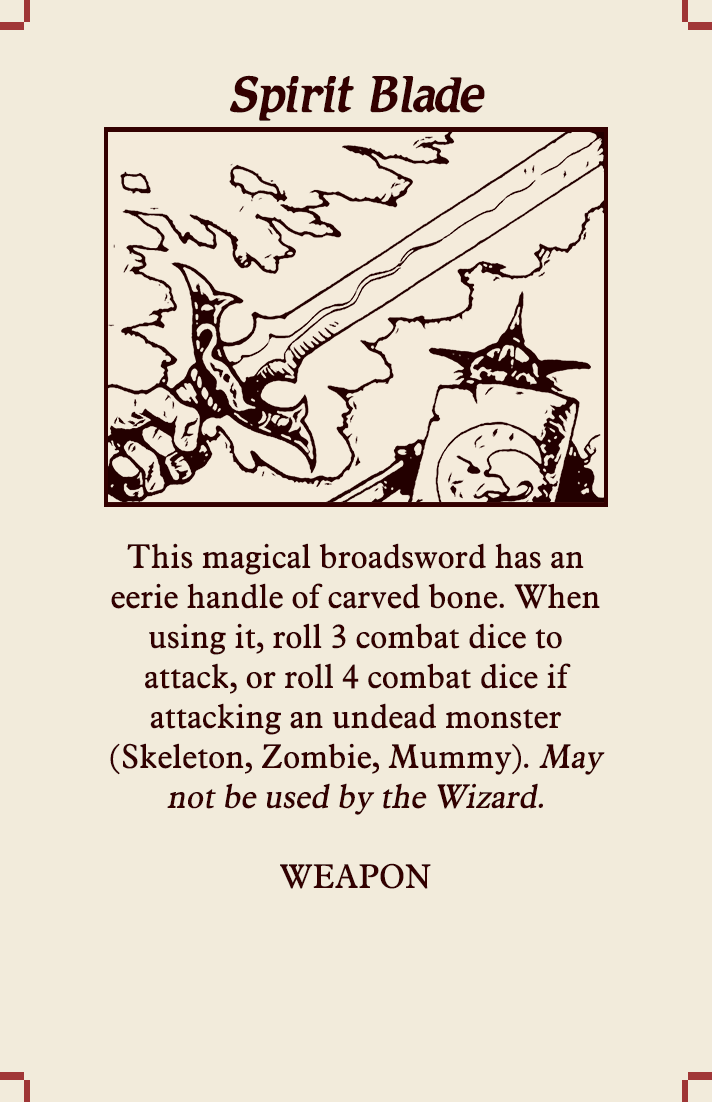 Spirit Blade
This magical broadsword has an
eerie handle of carved bone. When
using it, roll 3 combat dice to
attack, or roll 4 combat dice if
attacking an undead monster
(Skeleton, Zombie, Mummy). May
not be used by the Wizard.
WEAPON